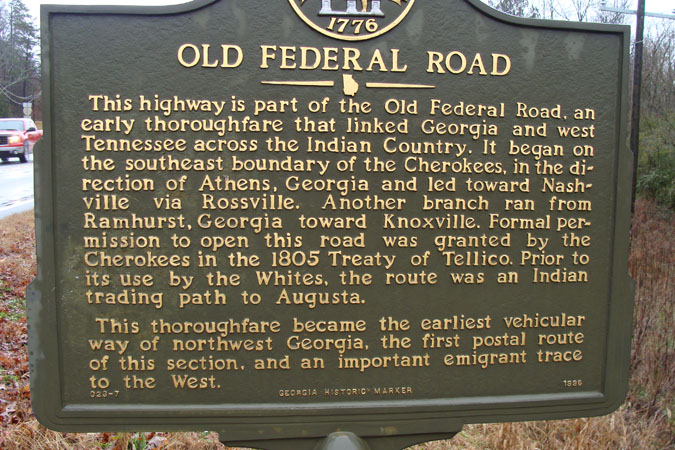 1776
OLD FEDERAL ROAD
This highway is part of the Old Federal Road, an
early thoroughfare that linked Georgia and west
Tennessee across the Indian Country. It began on
the southeast boundary of the Cherokees, in the di-
rection of Athens, Georgia and led toward Nash-
ville via Rossville. Another branch ran from
Ramhurst, Georgia toward Knoxville. Formal per-
mission to open this road was granted by the
Cherokees in the 1805 Treaty of Tellico. Prior to
its use by the Whites, the route was an Indian
trading path to Augusta.
This thoroughfare became the earliest vehicular
way of northwest Georgia, the first postal route
of this section, and an important emigrant trace
to the West.
GEORGIA HISTORIC MARKER